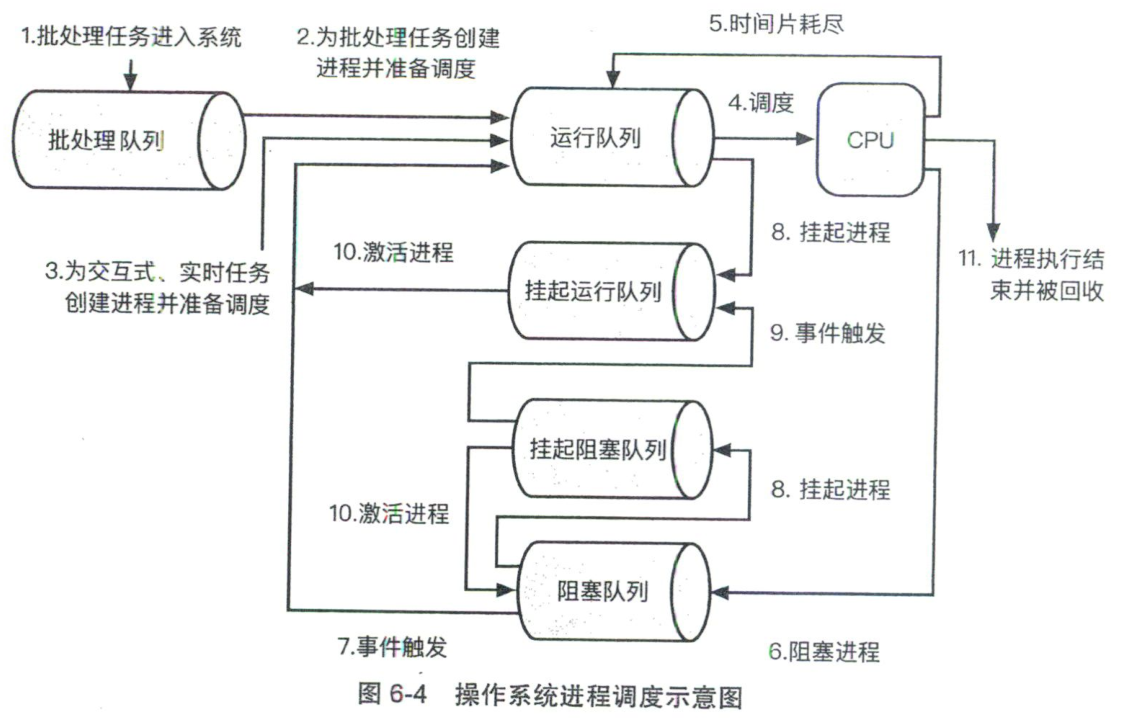 5.时间片耗尽
1.批处理任务进入系统
2.为批处理任务创建
进程并准备调度
4.调度
批处理队列
运行队列
CPU
8. 挂起进程
10.激活进程
3.为交互式、实时任务
创建进程并准备调度
11. 进程执行结
束并被回收
挂起运行队列
9. 事件触发
挂起阻塞队列
8. 挂起进程
10.激活进程
阻塞队列
7.事件触发
6.阻塞进程
图 6-4 操作系统进程调度示意图